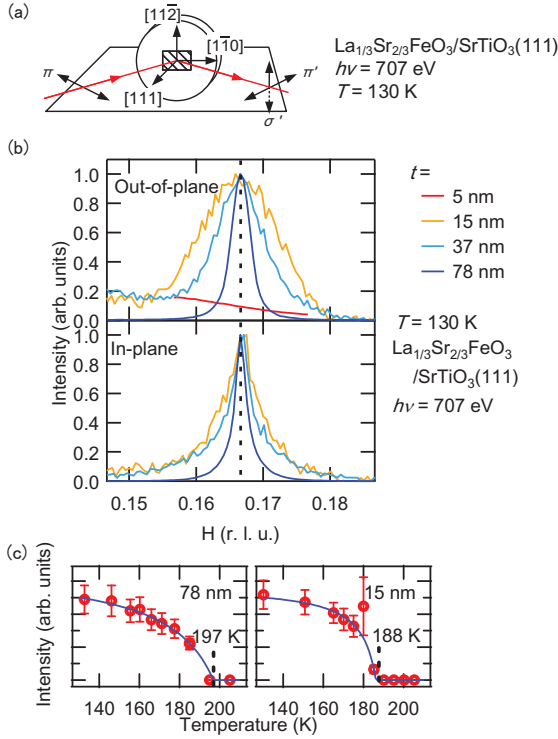 (a)
[112̅]
[11̅0]
[111]
π
π'
σ'
La1/3Sr2/3FeO3/SrTiO3(111)
hν = 707 eV
T = 130 K
(b)
Out-of-plane
1.0
0.8
0.6
0.4
0.2
0.0
t =
5 nm
15 nm
37 nm
78 nm
In-plane
1.0
0.8
0.6
0.4
0.2
0.0
Intensity (arb. units)
0.15
0.16
0.17
0.18
H (r. l. u.)
T = 130 K
La1/3Sr2/3FeO3
/SrTiO3(111)
hν = 707 eV
(c)
Intensity (arb. units)
78 nm
197 K
15 nm
188 K
140 160 180 200
140 160 180 200
Temperature (K)